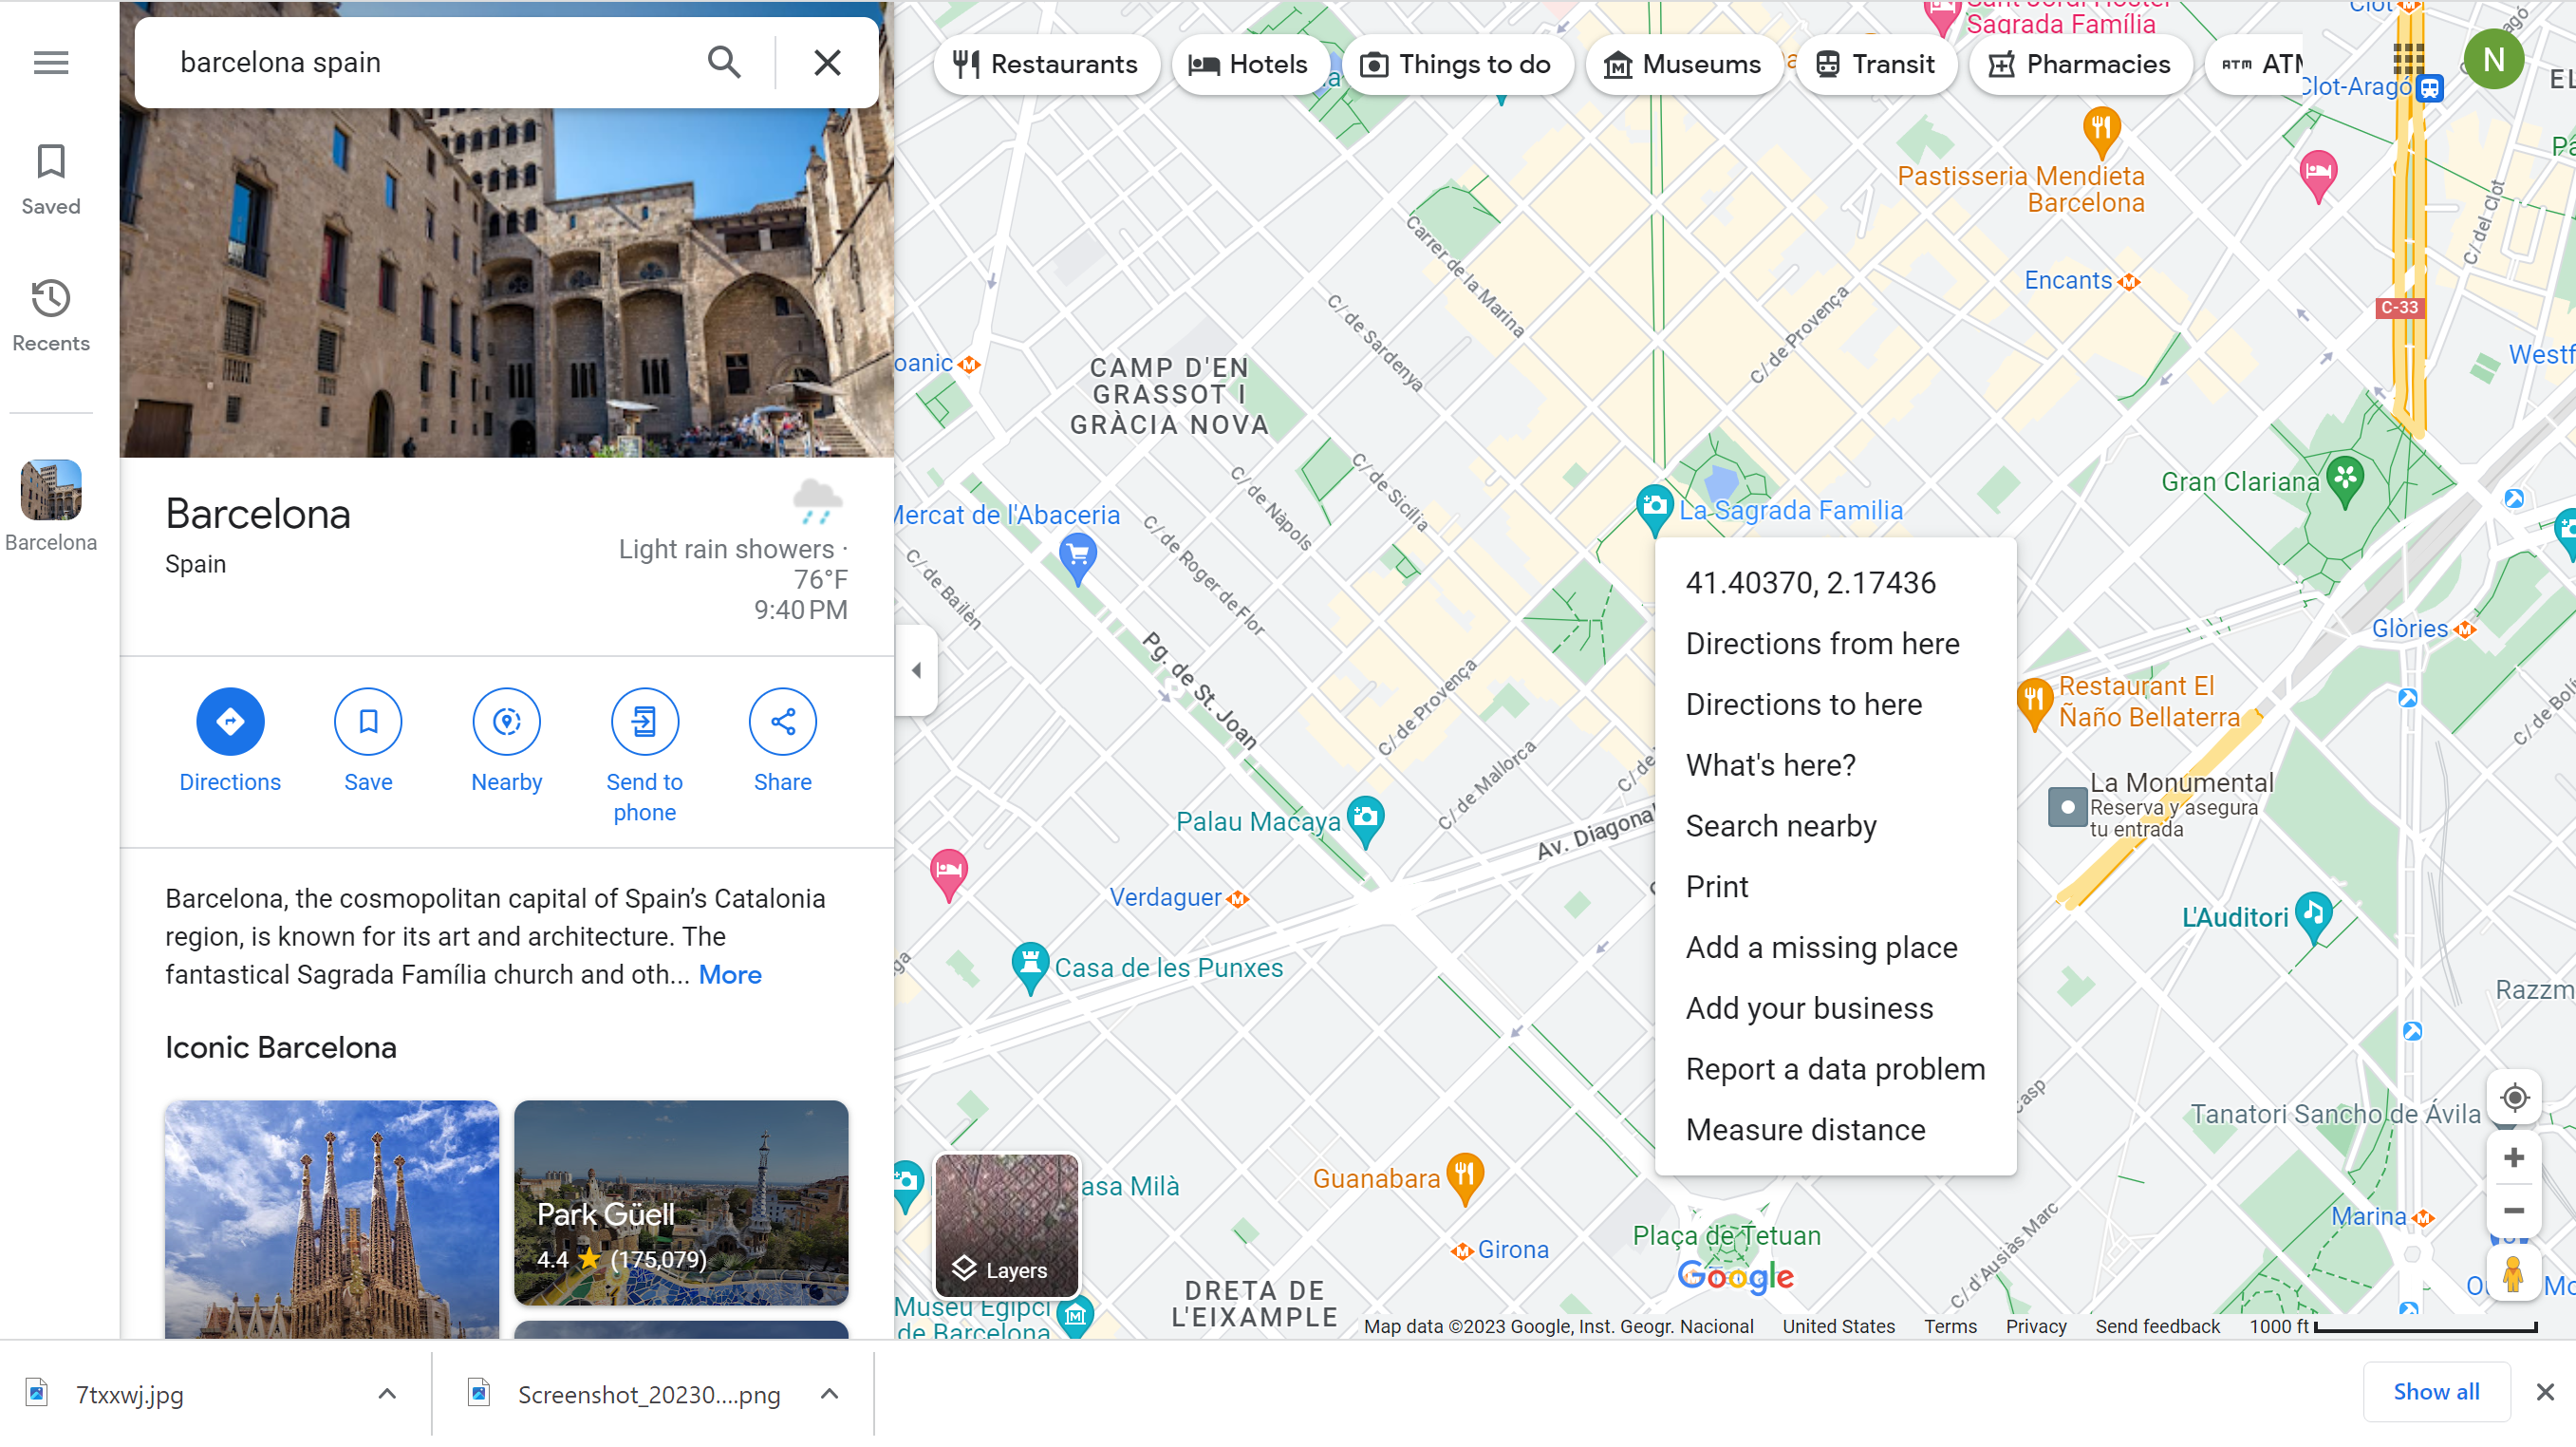 barcelona spain
Saved
Recents
Barcelona
Barcelona
Spain
Light rain showers ·
76°F
9:40 PM
Directions
Save
Nearby
Send to
phone
Share
Barcelona, the cosmopolitan capital of Spain's Catalonia
region, is known for its art and architecture. The
fantastical Sagrada Família church and oth... More
Iconic Barcelona
Park Güell
4.4 ★ (175,079)
Restaurants
Hotels
Things to do
Museums
Transit
Pharmacies
ATM
N
Sagrada Família
Clot
Clot-Aragó
Pastisseria Mendieta
Barcelona
Encants
C-33
C/ del clot
Carrer de la Marina
C/ de Sardenya
C/ de Provença
oanic
CAMP D'EN
GRASSOT I
GRÀCIA NOVA
Westf
Gran Clariana
La Sagrada Familia
Mercat de l'Abaceria
C/ de Sicília
C/ de Nàpols
C/ de Roger de Flor
C/ de Bailèn
Pg. de St. Joan
41.40370, 2.17436
Directions from here
Directions to here
What's here?
Search nearby
Print
Add a missing place
Add your business
Report a data problem
Measure distance
Glòries
Restaurant El
Ñaño Bellaterra
La Monumental
Reserva y asegura
tu entrada
C/ de Provença
C/ de Mallorca
C/ de
Av. Diagonal
Palau Macaya
Verdaguer
L'Auditori
Casa de les Punxes
Razzm
Casp
Tanatori Sancho de Ávila
asa Milà
Guanabara
Plaça de Tetuan
Girona
Marina
C/ d'Ausiàs Marc
DRETA DE
L'EIXAMPLE
Museu Egipci
de Barcelona
Layers
Google
Map data ©2023 Google, Inst. Geogr. Nacional United States Terms Privacy Send feedback 1000 ft
7txxwj.jpg
Screenshot_20230....png
Show all